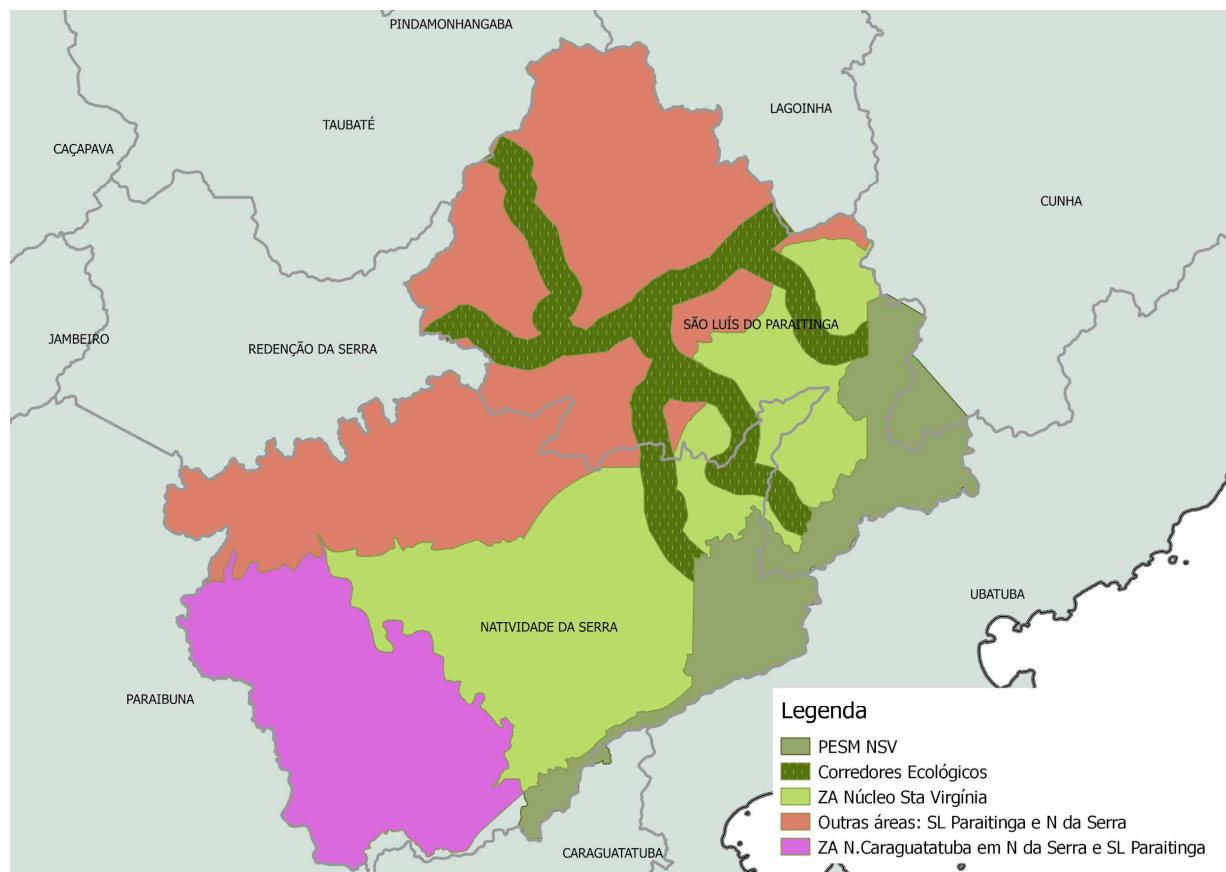 PINDAMONHANGABA
LAGOINHA
TAUBATÉ
CAÇAPAVA
CUNHA
SÃO LUÍS DO PARAITINGA
JAMBEIRO
REDENÇÃO DA SERRA
UBATUBA
NATIVIDADE DA SERRA
PARAIBUNA
CARAGUATATUBA
Legenda
PESM NSV
Corredores Ecológicos
ZA Núcleo Sta Virgínia
Outras áreas: SL Paraitinga e N da Serra
ZA N.Caraguatatuba em N da Serra e SL Paraitinga